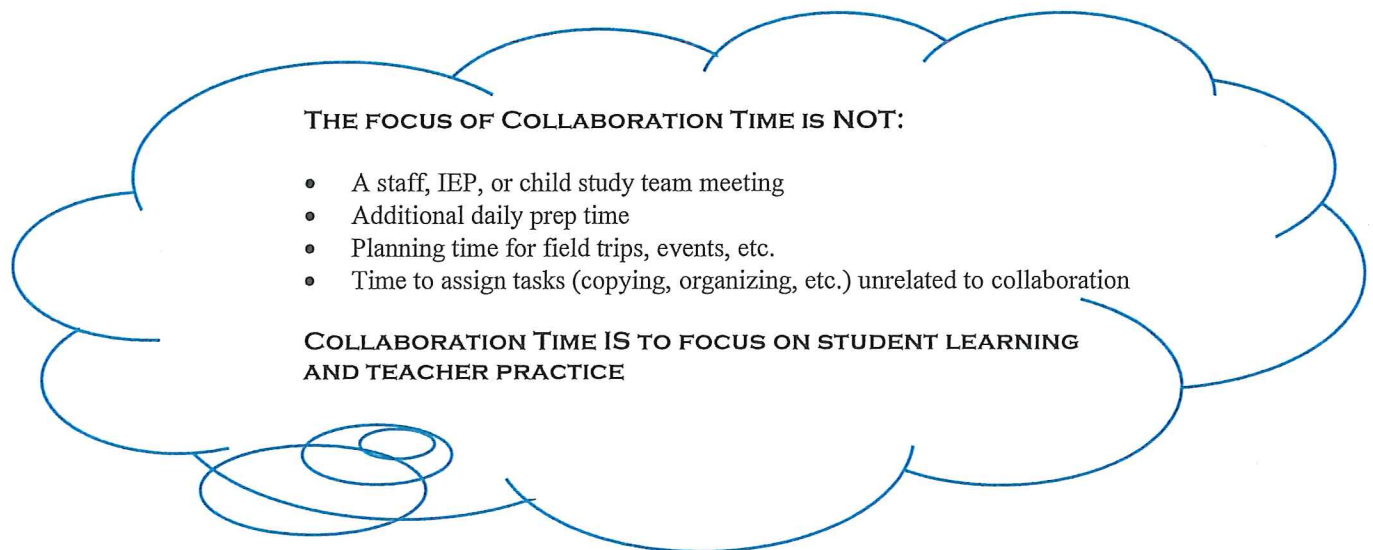 THE FOCUS OF COLLABORATION TIME IS NOT:
• A staff, IEP, or child study team meeting
• Additional daily prep time
• Planning time for field trips, events, etc.
• Time to assign tasks (copying, organizing, etc.) unrelated to collaboration
COLLABORATION TIME IS TO FOCUS ON STUDENT LEARNING
AND TEACHER PRACTICE